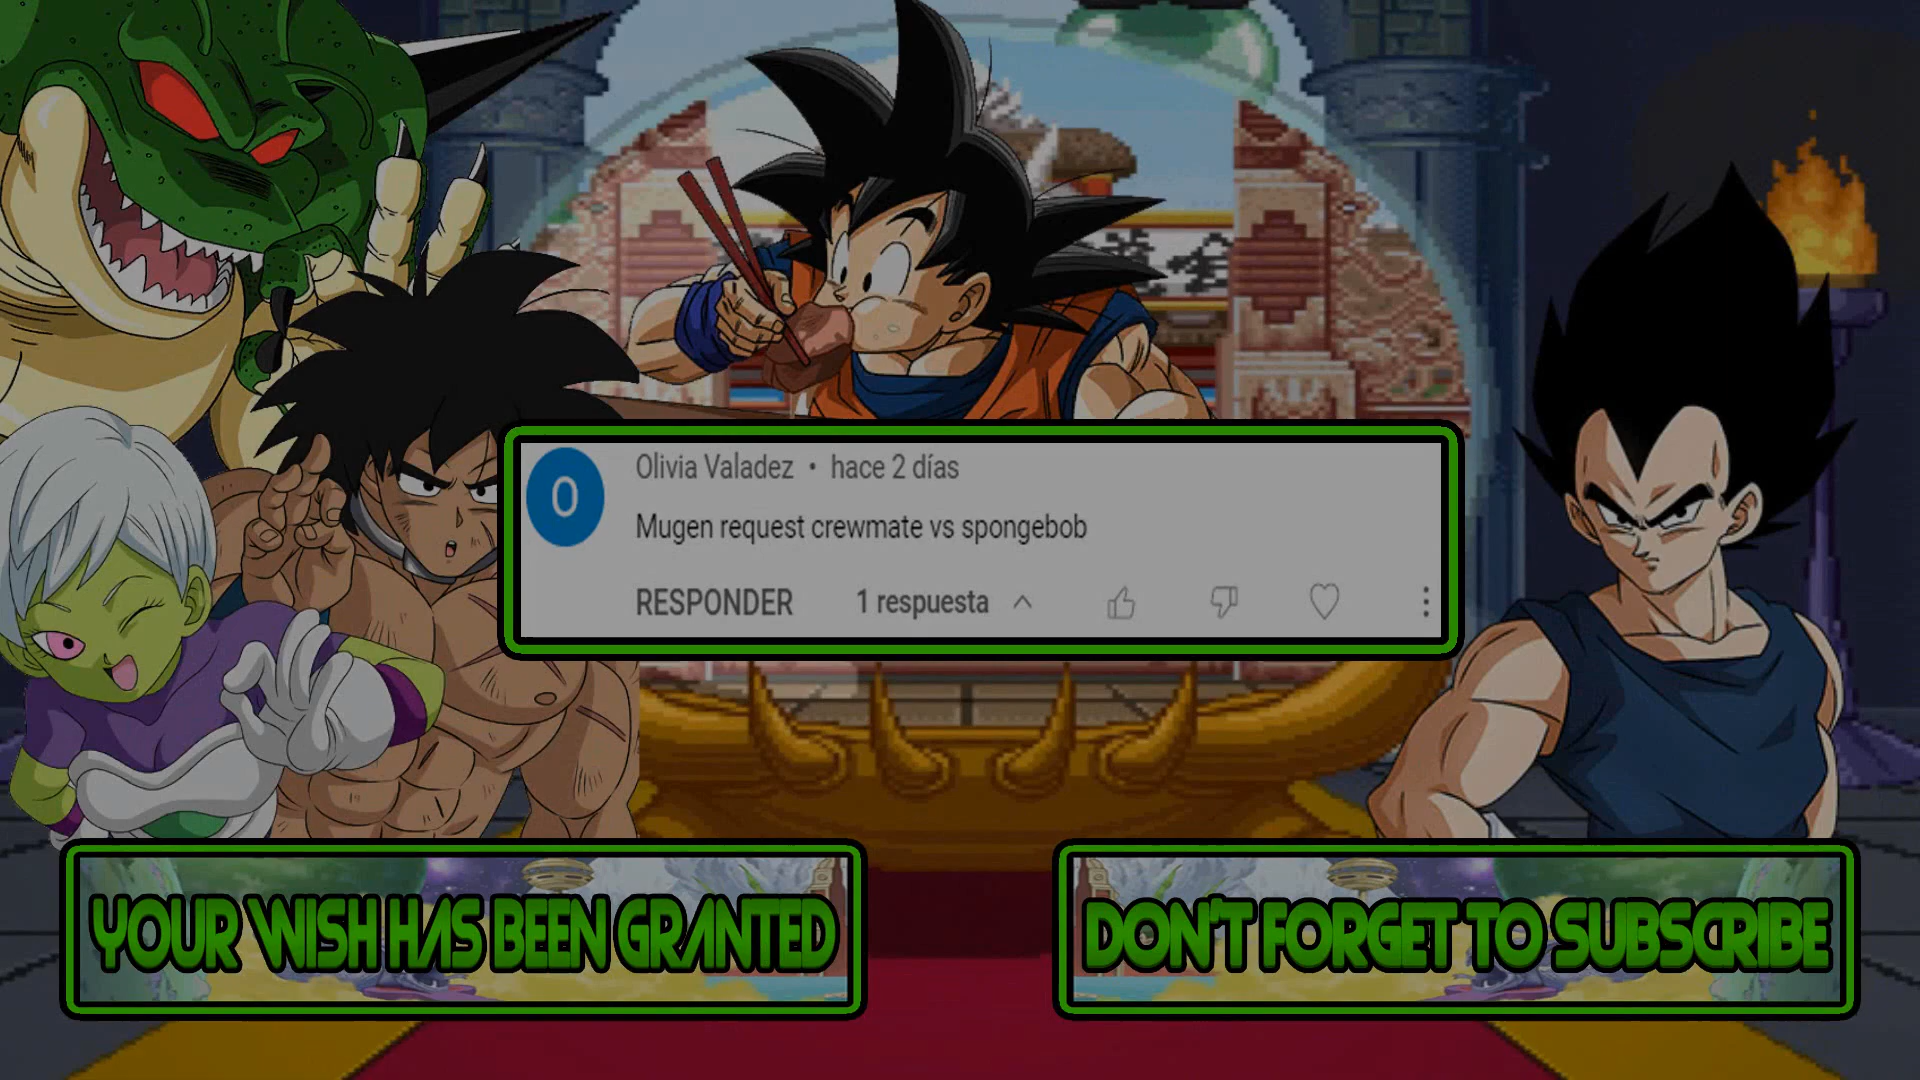 O
Olivia Valadez • hace 2 días
Mugen request crewmate vs spongebob
RESPONDER 1 respuesta
YOUR WISH HAS BEEN GRANTED
DON'T FORGET TO SUBSCRIBE